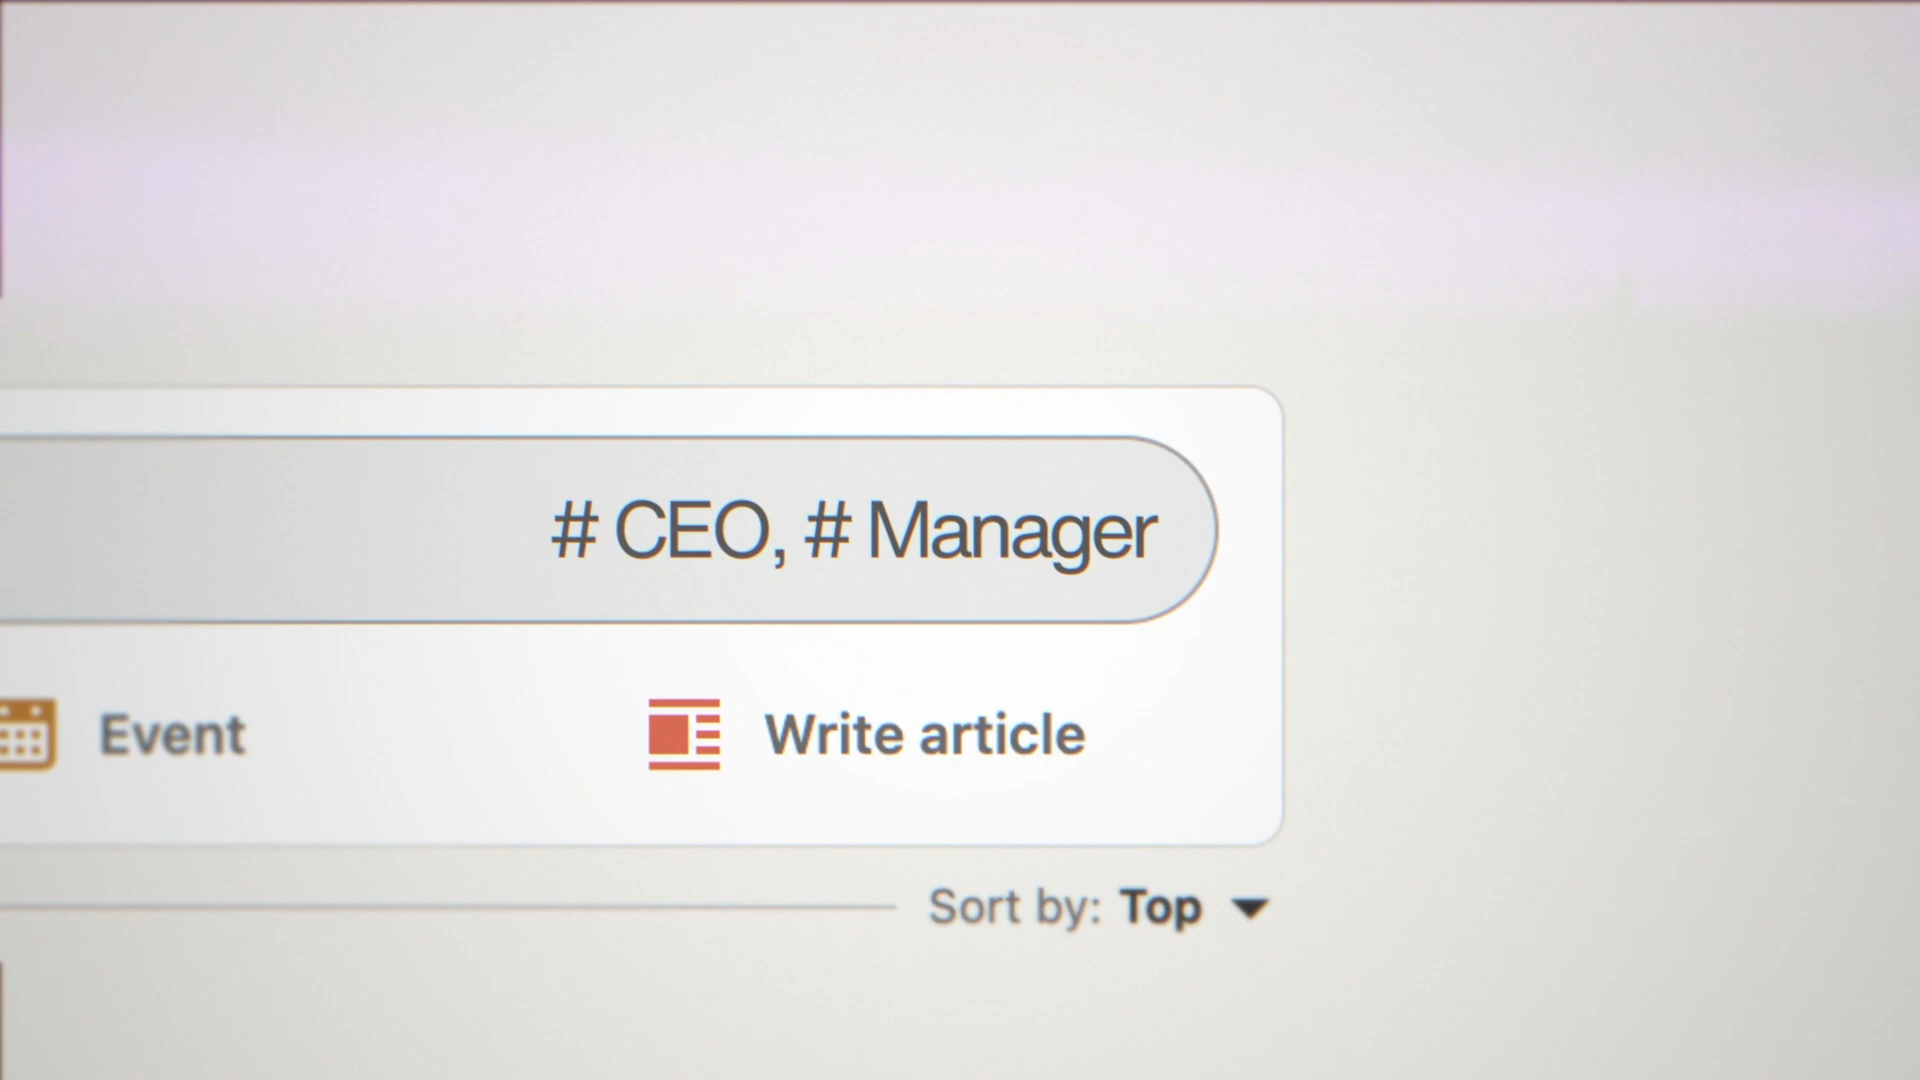 # CEO, # Manager
Event
Write article
Sort by: Top